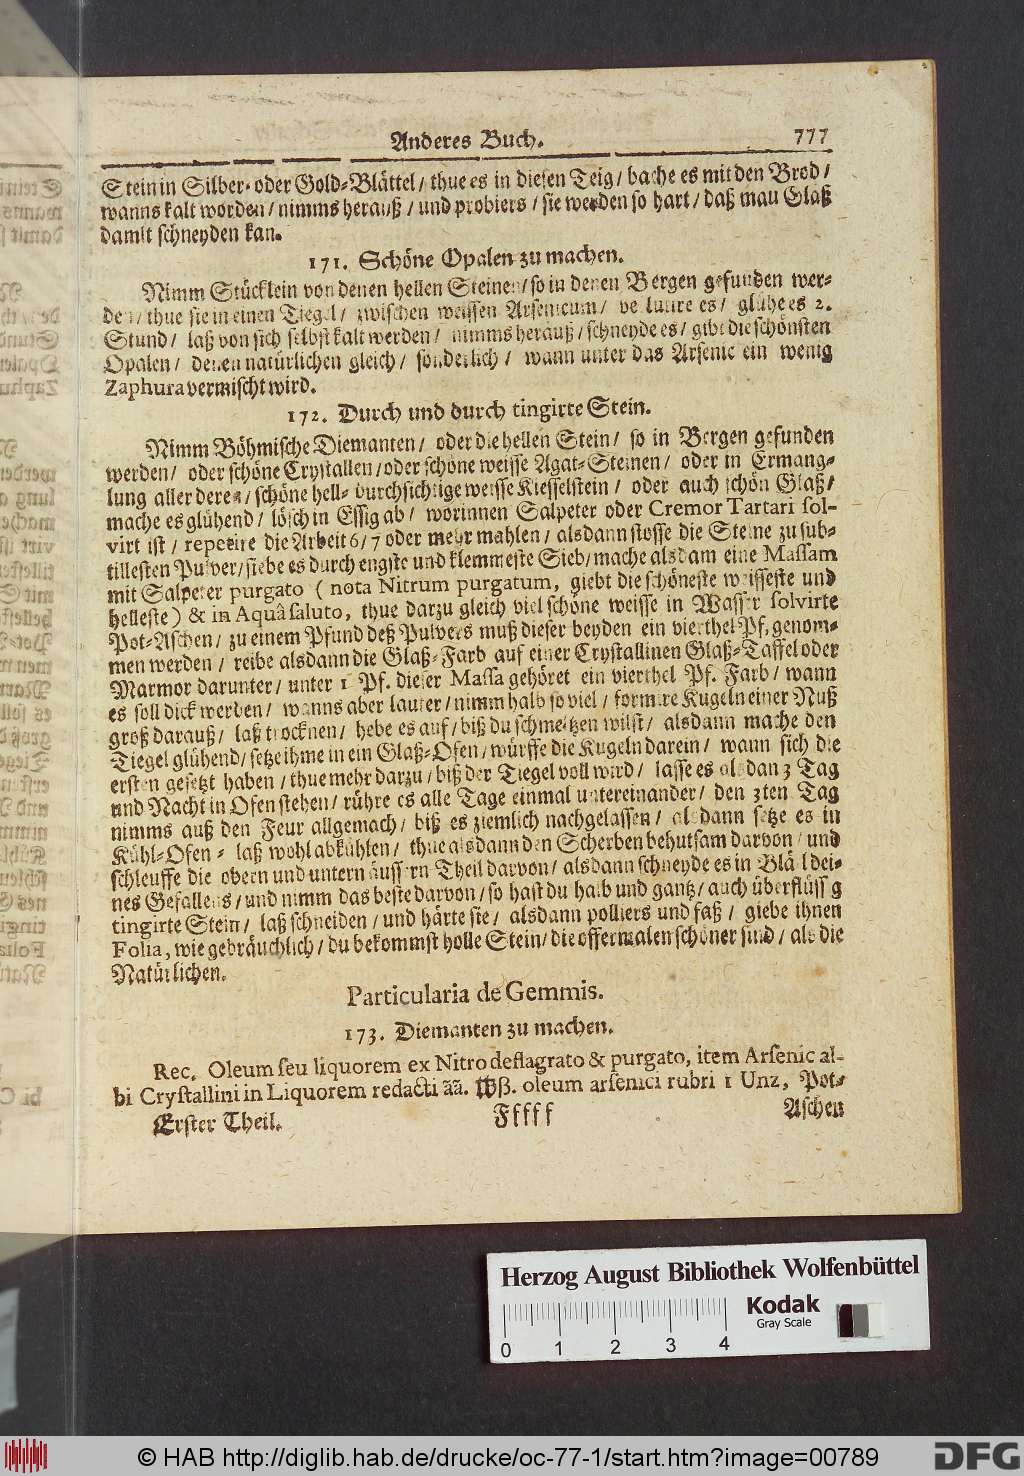 Anderes Buch. 777
Stein in Silber- oder Gold-Blättel / thue es in diesen Teig / bache es mit den Brod /
wanns kalt worden / nimms herauß / und probiers / sie werden so hart / daß mau Glaß
damit schneyden kan.
171. Schöne Opalen zu machen.
Nimm Stücklein von denen hellen Steinen / so in denen Bergen gefunden wer-
den / thue sie in einen Tiegel / zwischen weissen Arsenicum / ve lutire es / glühe es 2.
Stund / laß von sich selbst kalt werden / nimms herauß / schneyde es / gibt die schönsten
Opalen / denen natürlichen gleich / sonderlich / wann unter das Arsenic ein wenig
Zaphura vermischt wird.
172. Durch und durch tingirte Stein.
Nimm Böhmische Diemanten / oder die hellen Stein / so in Bergen gefunden
werden / oder schöne Crystallen / oder schöne weisse Agat-Steinen / oder in Ermang-
lung aller deren / schöne hell- durchsichtige weisse Kiesselstein / oder auch schön Glaß /
mache es glühend / lösch in Essig ab / worinnen Salpeter oder Cremor Tartari sol-
virt ist / repetire die Arbeit 6 / 7 oder mehr mahlen / alsdann stosse die Steine zu sub-
tillesten Pulver / siebe es durch engste und klemmeste Sieb / mache alsdam eine Massam
mit Salpeter purgato ( nota Nitrum purgatum, giebt die schöneste weisseste und
helleste ) & in Aquâ saluto, thue darzu gleich viel schöne weisse in Wasser solvirte
Pot-Aschen / zu einem Pfund deß Pulvers muß dieser beyden ein vierthel Pf. genom-
men werden / reibe alsdann die Glaß-Farb auf einer Crystallinen Glaß-Taffel oder
Marmor darunter / unter 1 Pf. dieser Massa gehöret ein vierthel Pf. Farb / wann
es soll dick werden / wanns aber lauter / nimm halb so viel / formire Kugeln einer Nuß
groß darauß / laß trocknen / hebe es auf / biß du schmeltzen wilst / alsdann mache den
Tiegel glühend / setze ihme in ein Glaß-Ofen / würffe die Kugeln darein / wann sich die
ersten gesetzt haben / thue mehr darzu / biß der Tiegel voll wird / lasse es alsdan 3 Tag
und Nacht in Ofen stehen / rühre es alle Tage einmal untereinander / den 3ten Tag
nimms auß den Feur allgemach / biß es ziemlich nachgelassen / alsdann setze es in
Kühl-Ofen - laß wohl abkühlen / thue alsdann den Scherben behutsam darvon / und
schleuffe die obern und untern äussern Theil darvon / alsdann schneyde es in Blä l dei-
nes Gefallens / und nimm das beste darvon / so hast du halb und gantz / auch überflüss g
tingirte Stein / laß schneiden / und härte sie / alsdann polliers und faß / giebe ihnen
Folia, wie gebräuchlich / du bekommst holle Stein / die offermalen schöner sind / als die
Natürlichen.
Particularia de Gemmis.
173. Diemanten zu machen.
Rec. Oleum seu liquorem ex Nitro deflagrato & purgato, item Arsenic al-
bi Crystallini in Liquorem redacti āā. ℔ß. oleum arsenici rubri 1 Unz, Pot-
Erster Theil. Fffff Aschen
Herzog August Bibliothek Wolfenbüttel
Kodak
Gray Scale
0 1 2 3 4
© HAB http://diglib.hab.de/drucke/oc-77-1/start.htm?image=00789
DFG